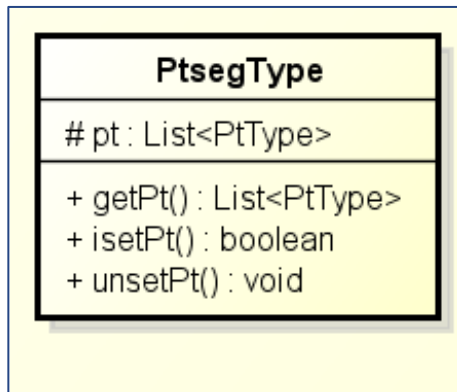 PtsegType
# pt : List<PtType>
+ getPt() : List<PtType>
+ isetPt() : boolean
+ unsetPt() : void